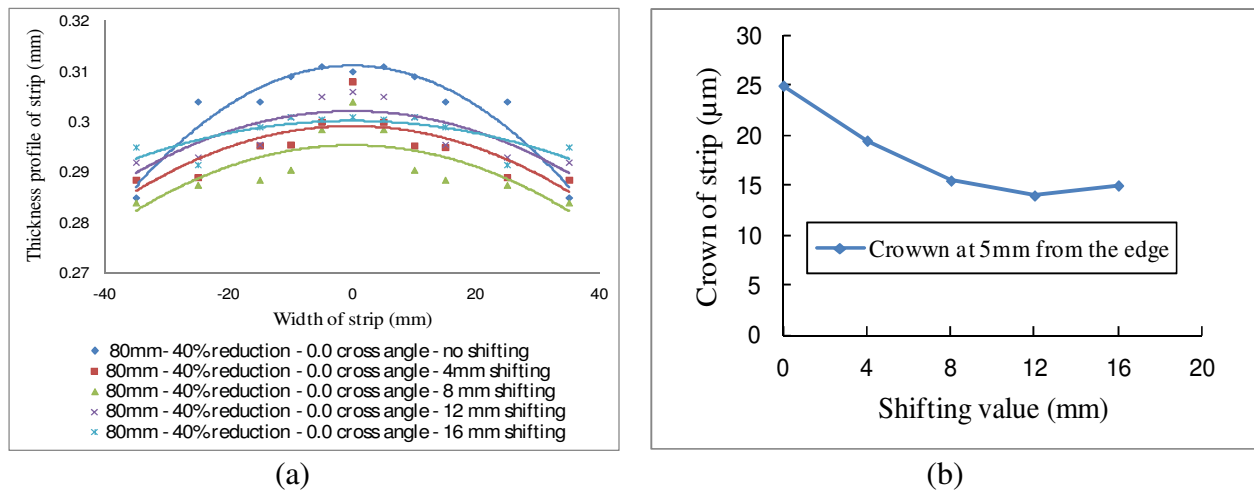 0.32
0.31
0.3
0.29
0.28
0.27
-40
-20
0
20
40
Thickness profile of strip (mm)
Width of strip (mm)
80mm- 40%reduction - 0.0 cross angle - no shifting
80mm- 40%reduction - 0.0 cross angle - 4mm shifting
80mm- 40%reduction - 0.0 cross angle - 8 mm shifting
80mm- 40%reduction - 0.0 cross angle - 12 mm shifting
80mm- 40%reduction - 0.0 cross angle - 16 mm shifting
(a)
30
25
20
15
10
5
0
0
4
8
12
16
20
Crown of strip (µm)
Crowwn at 5mm from the edge
Shifting value (mm)
(b)